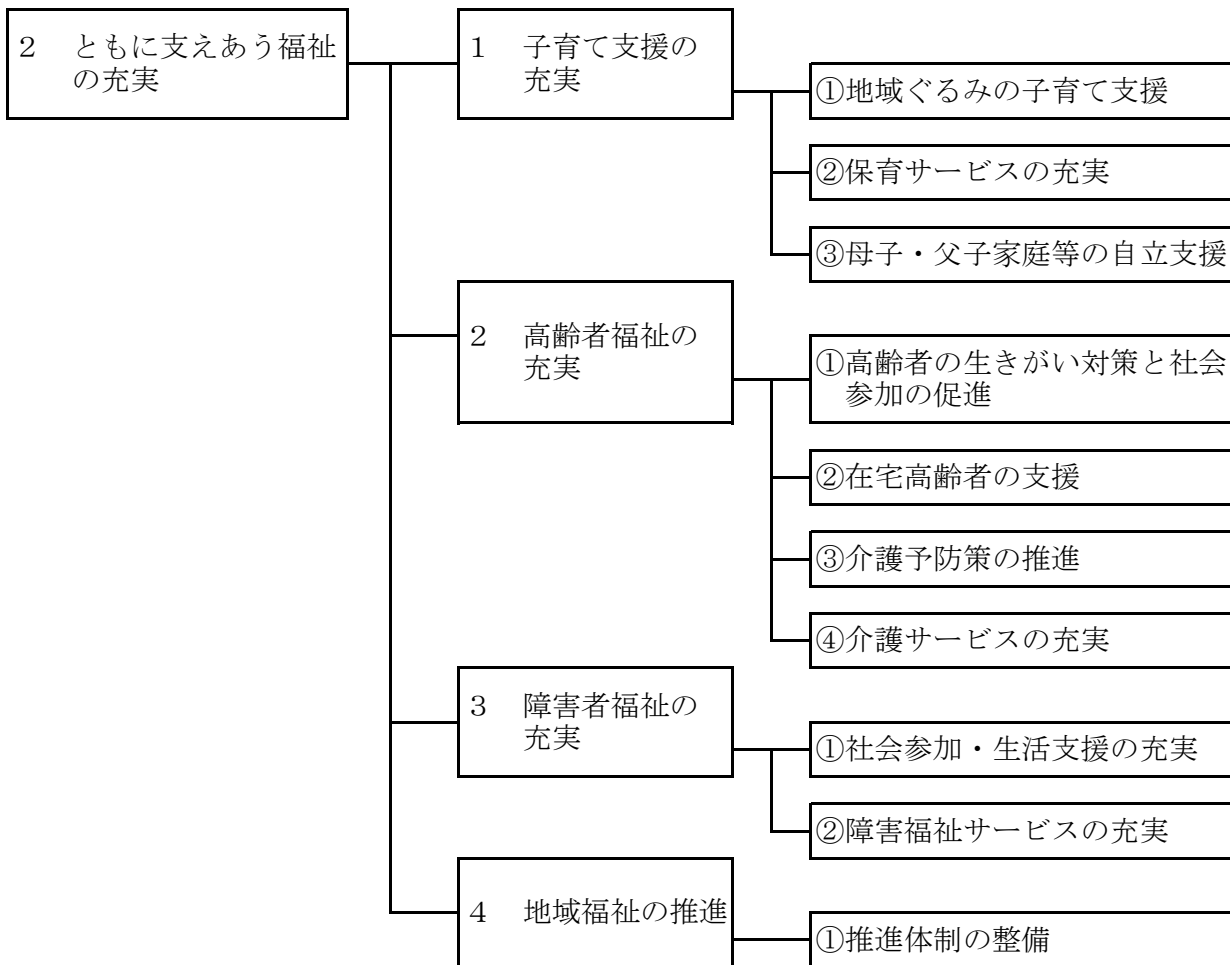 2 ともに支えあう福祉
の充実
1 子育て支援の
充実
①地域ぐるみの子育て支援
②保育サービスの充実
③母子・父子家庭等の自立支援
2 高齢者福祉の
充実
①高齢者の生きがい対策と社会
参加の促進
②在宅高齢者の支援
③介護予防策の推進
④介護サービスの充実
3 障害者福祉の
充実
①社会参加・生活支援の充実
②障害福祉サービスの充実
4 地域福祉の推進
①推進体制の整備